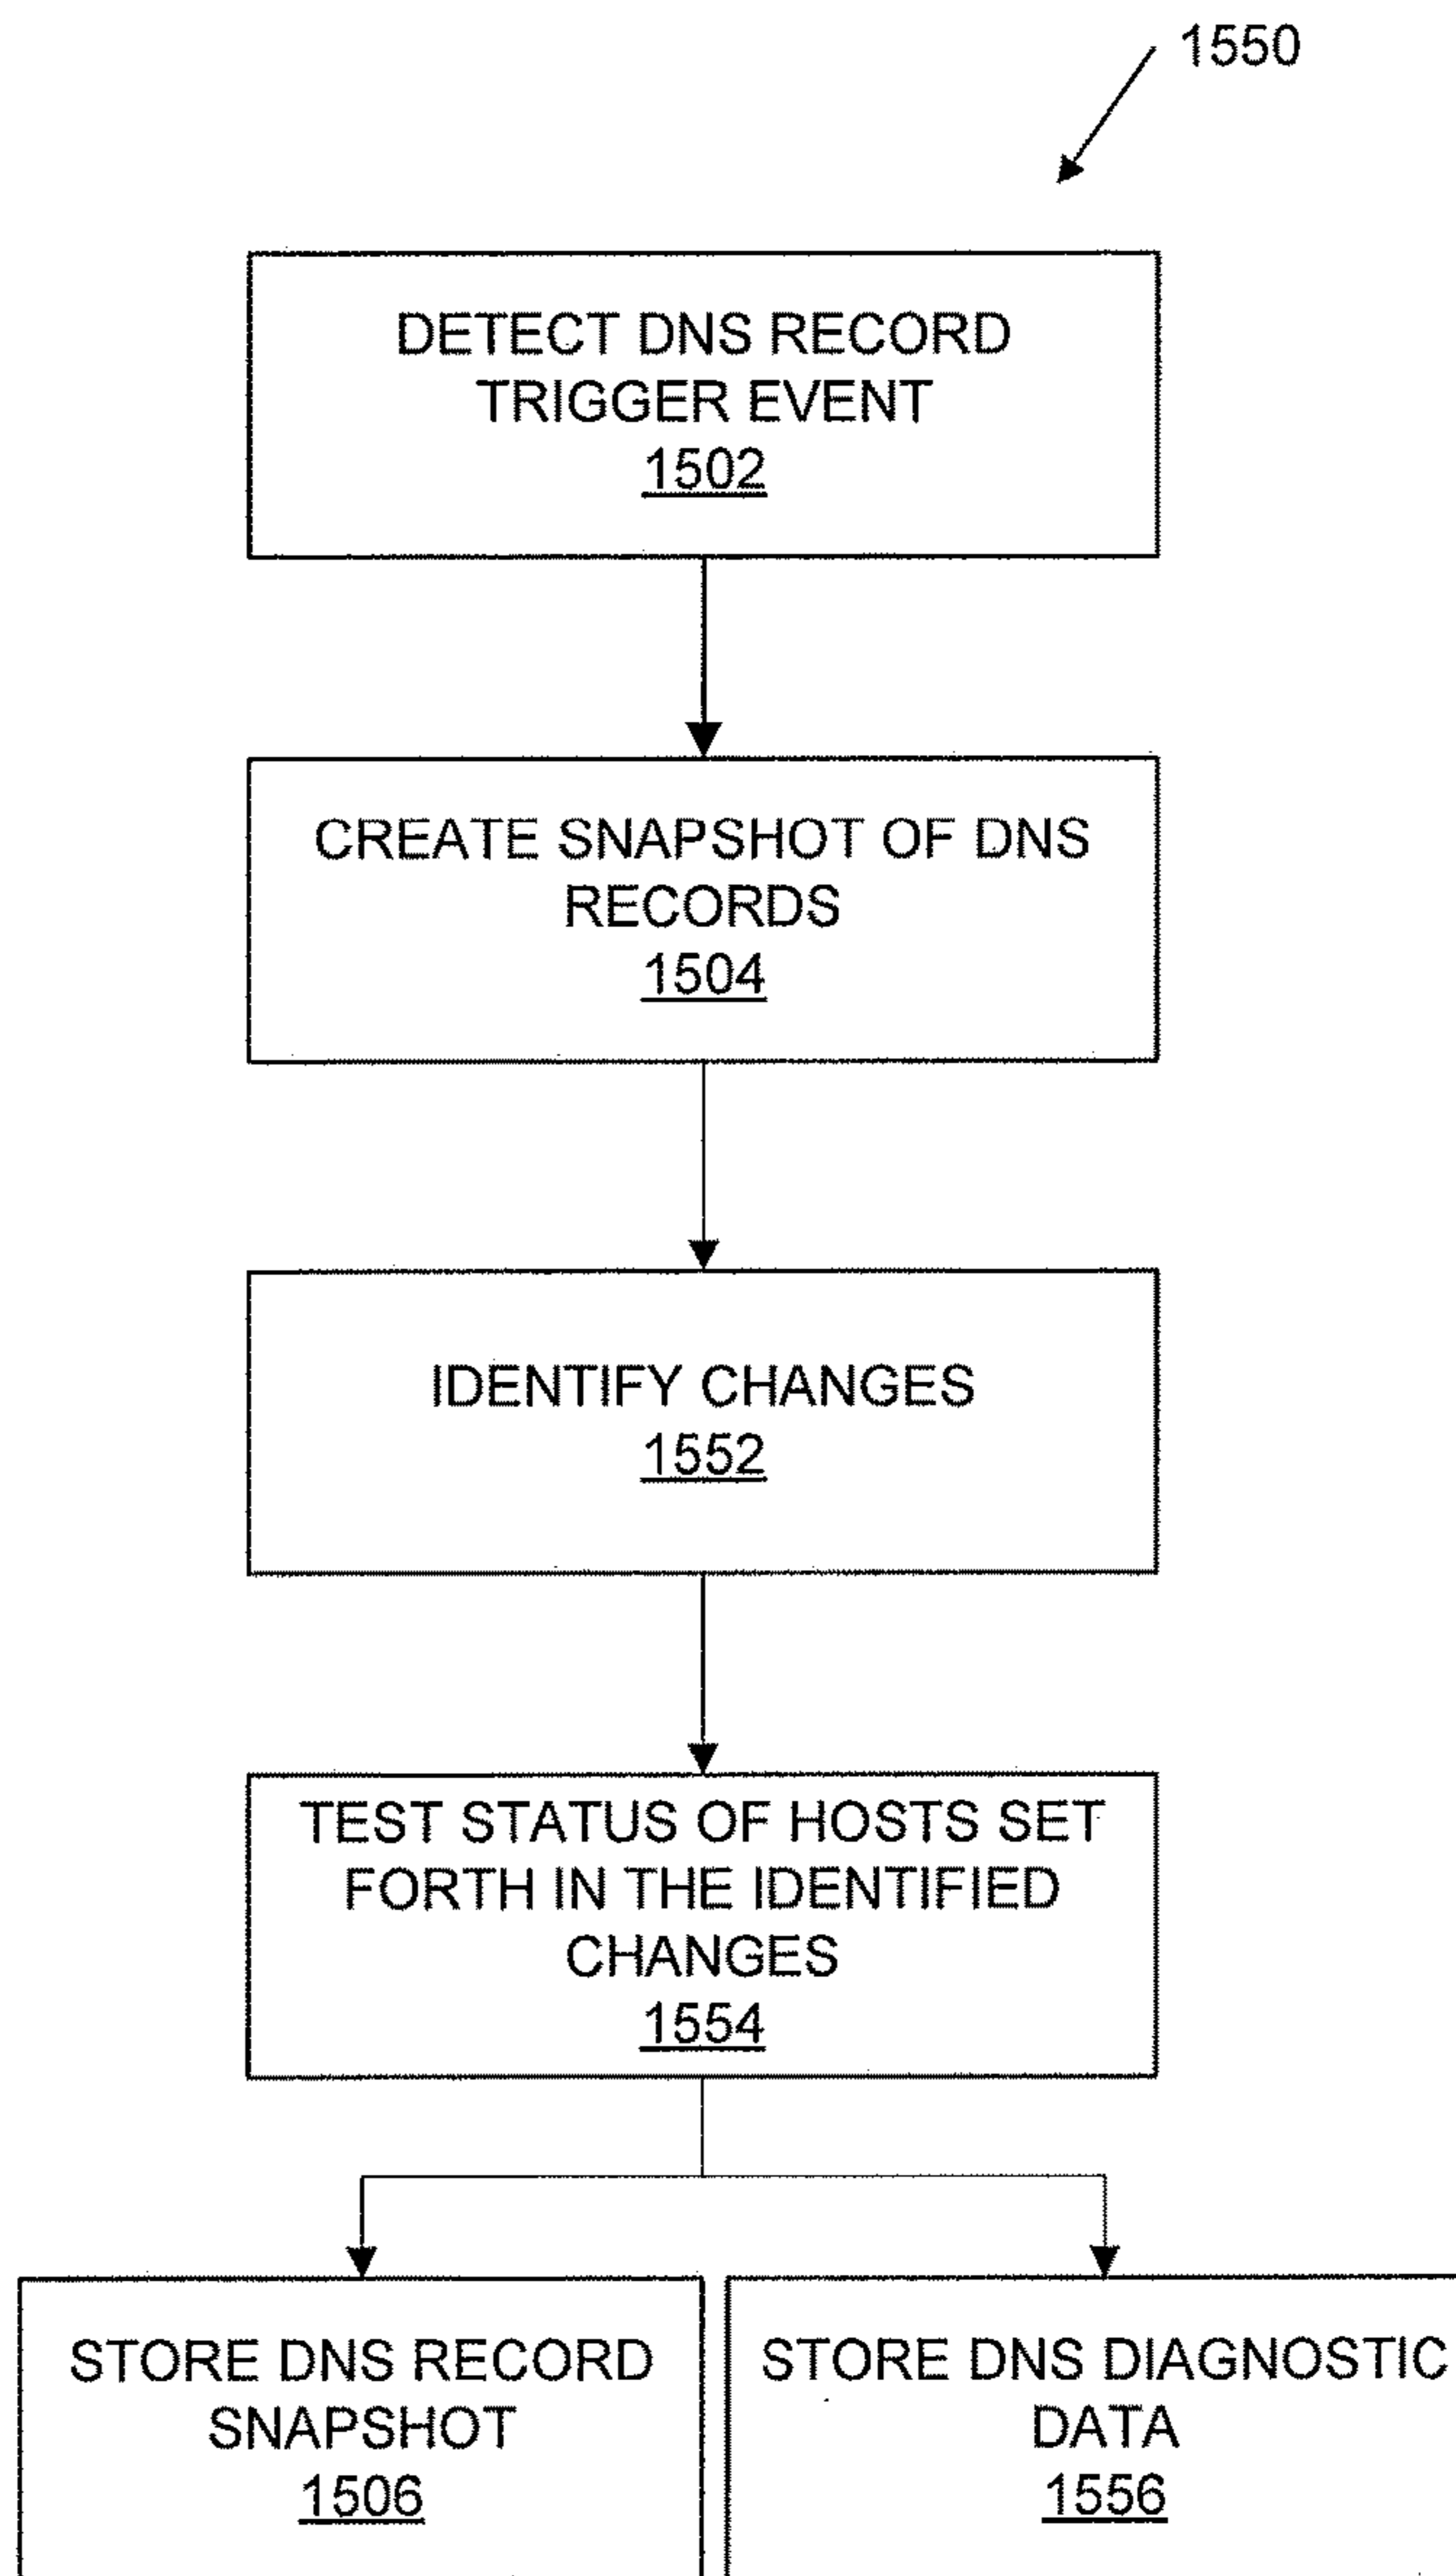 1550
DETECT DNS RECORD
TRIGGER EVENT
1502
CREATE SNAPSHOT OF DNS
RECORDS
1504
IDENTIFY CHANGES
1552
TEST STATUS OF HOSTS SET
FORTH IN THE IDENTIFIED
CHANGES
1554
STORE DNS RECORD
SNAPSHOT
1506
STORE DNS DIAGNOSTIC
DATA
1556